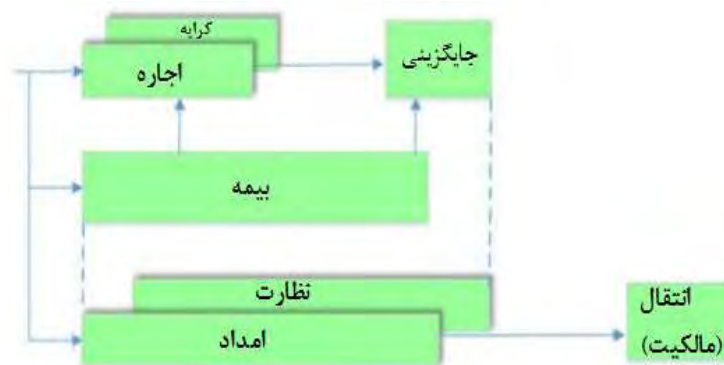 کرایه
اجاره
جایگزینی
بیمه
نظارت
امداد
انتقال
(مالکیت)